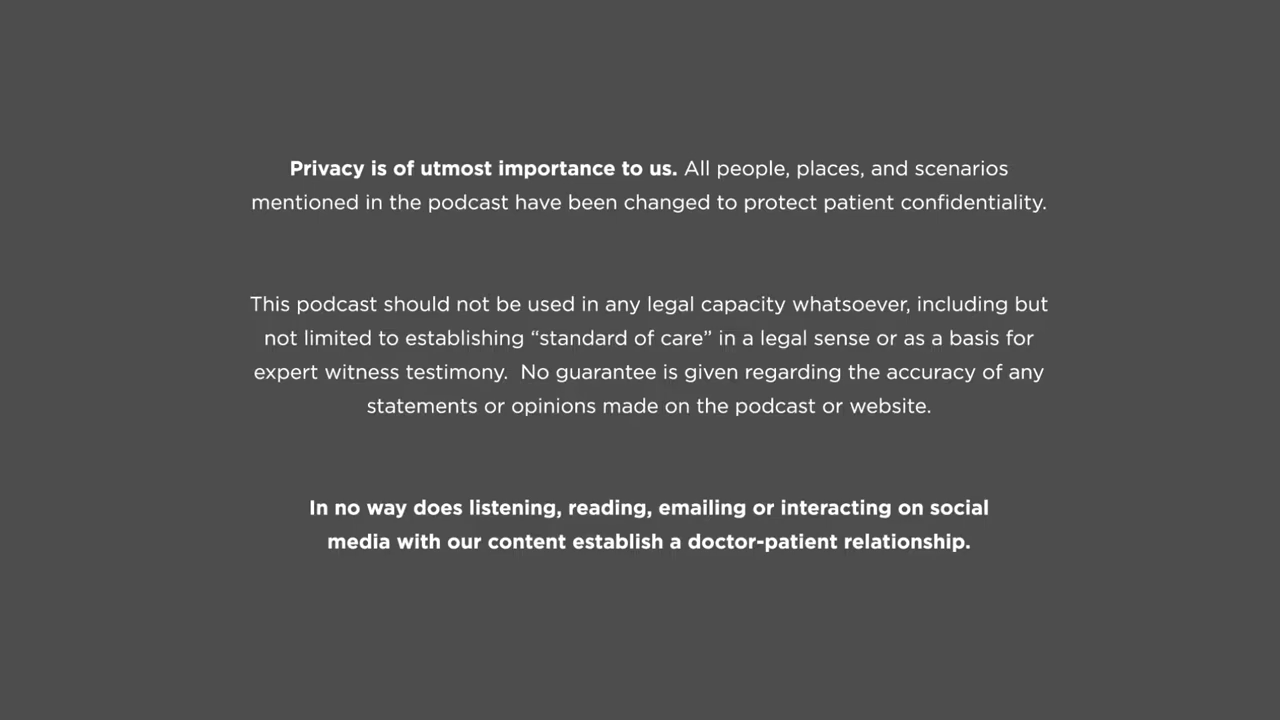 Privacy is of utmost importance to us. All people, places, and scenarios
mentioned in the podcast have been changed to protect patient confidentiality.
This podcast should not be used in any legal capacity whatsoever, including but
not limited to establishing “standard of care” in a legal sense or as a basis for
expert witness testimony.  No guarantee is given regarding the accuracy of any
statements or opinions made on the podcast or website.
In no way does listening, reading, emailing or interacting on social
media with our content establish a doctor-patient relationship.